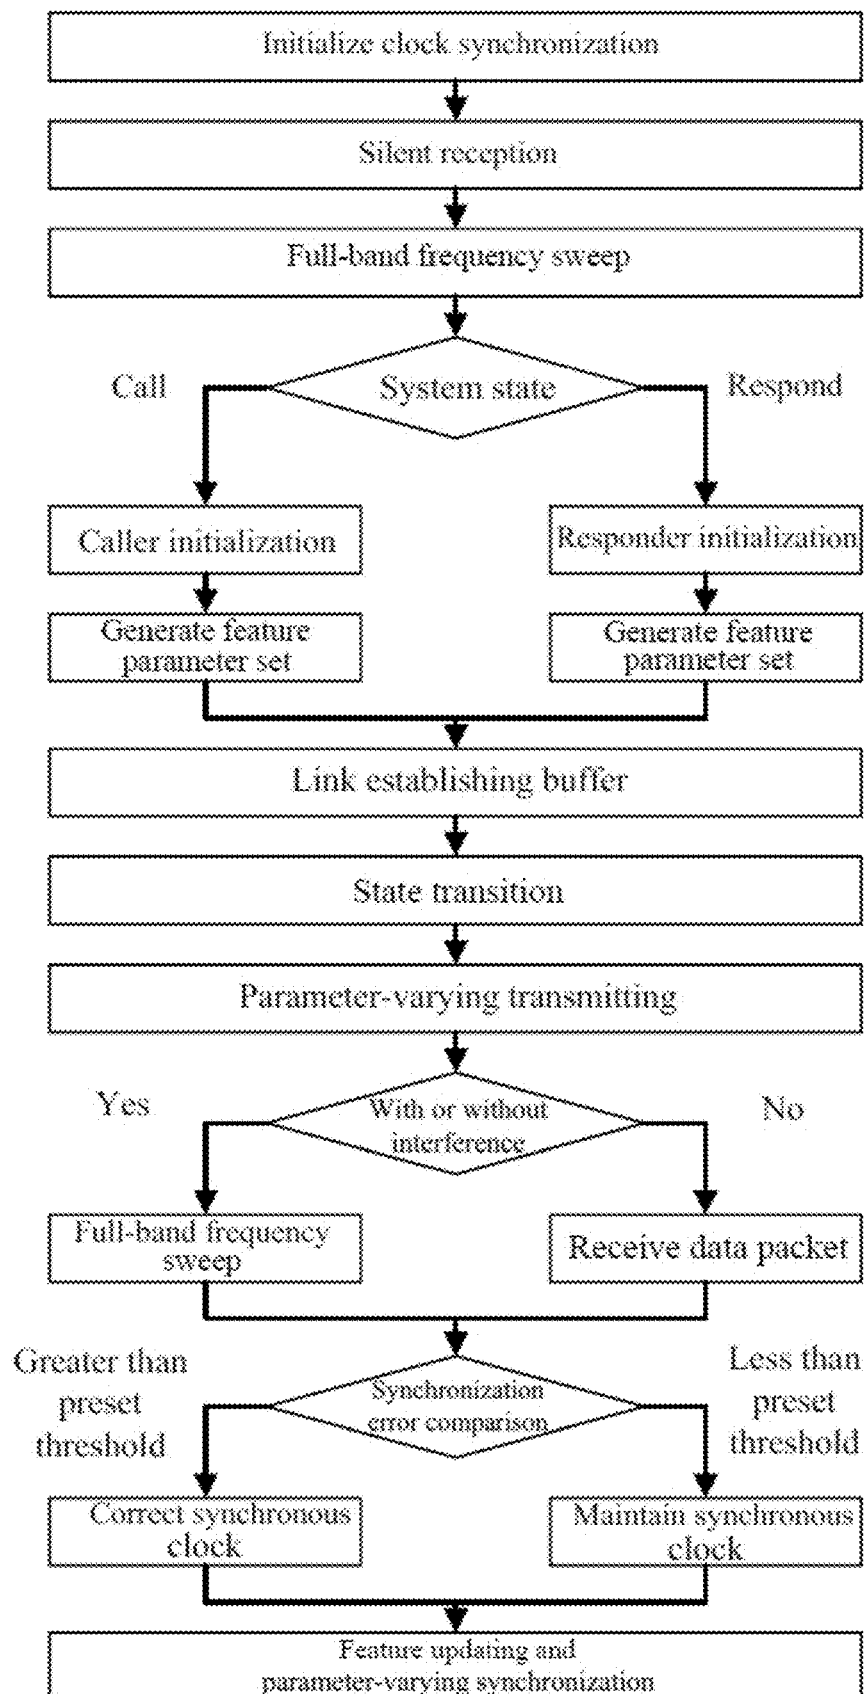 Initialize clock synchronization
Silent reception
Full-band frequency sweep
Call
System state
Respond
Caller initialization
Responder initialization
Generate feature
parameter set
Generate feature
parameter set
Link establishing buffer
State transition
Parameter-varying transmitting
Yes
With or without
interference
No
Full-band frequency
sweep
Receive data packet
Greater than
preset
threshold
Synchronization
error comparison
Less than
preset
threshold
Correct synchronous
clock
Maintain synchronous
clock
Feature updating and
parameter-varying synchronization